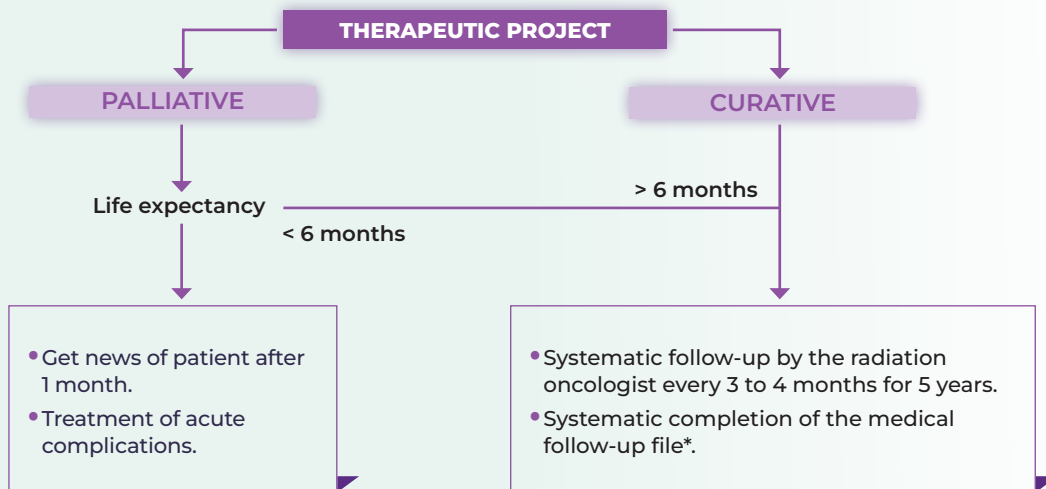 THERAPEUTIC PROJECT
PALLIATIVE
CURATIVE
> 6 months
Life expectancy
< 6 months
•Get news of patient after
1 month.
•Treatment of acute
complications.
•Systematic follow-up by the radiation
oncologist every 3 to 4 months for 5 years.
•Systematic completion of the medical
follow-up file*.